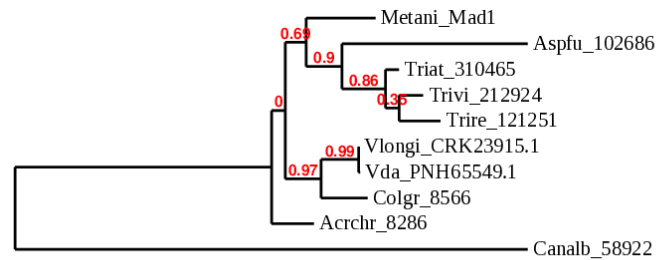 Metani_Mad1
0.69
Aspfu_102686
0.9
Triat_310465
0.86
Trivi_212924
0.35
0
Trire_121251
Vlongi_CRK23915.1
0.99
Vda_PNH65549.1
0.97
Colgr_8566
Acrchr_8286
Canalb_58922